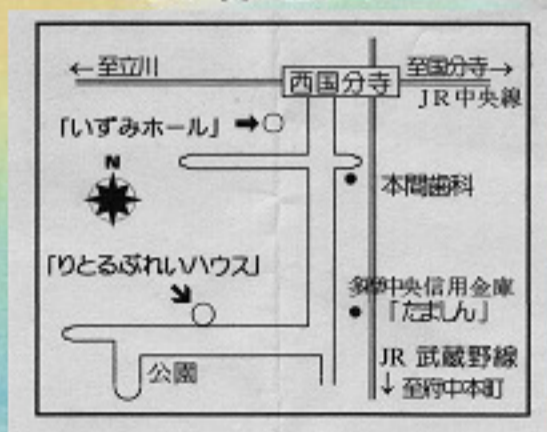 ←至立川
西国分寺
至国分寺→
JR中央線
「いずみホール」➡○
N
本間歯科
「りとるぷれいハウス」
多摩中央信用金庫
「たましん」
公園
JR 武蔵野線
↓至府中本町